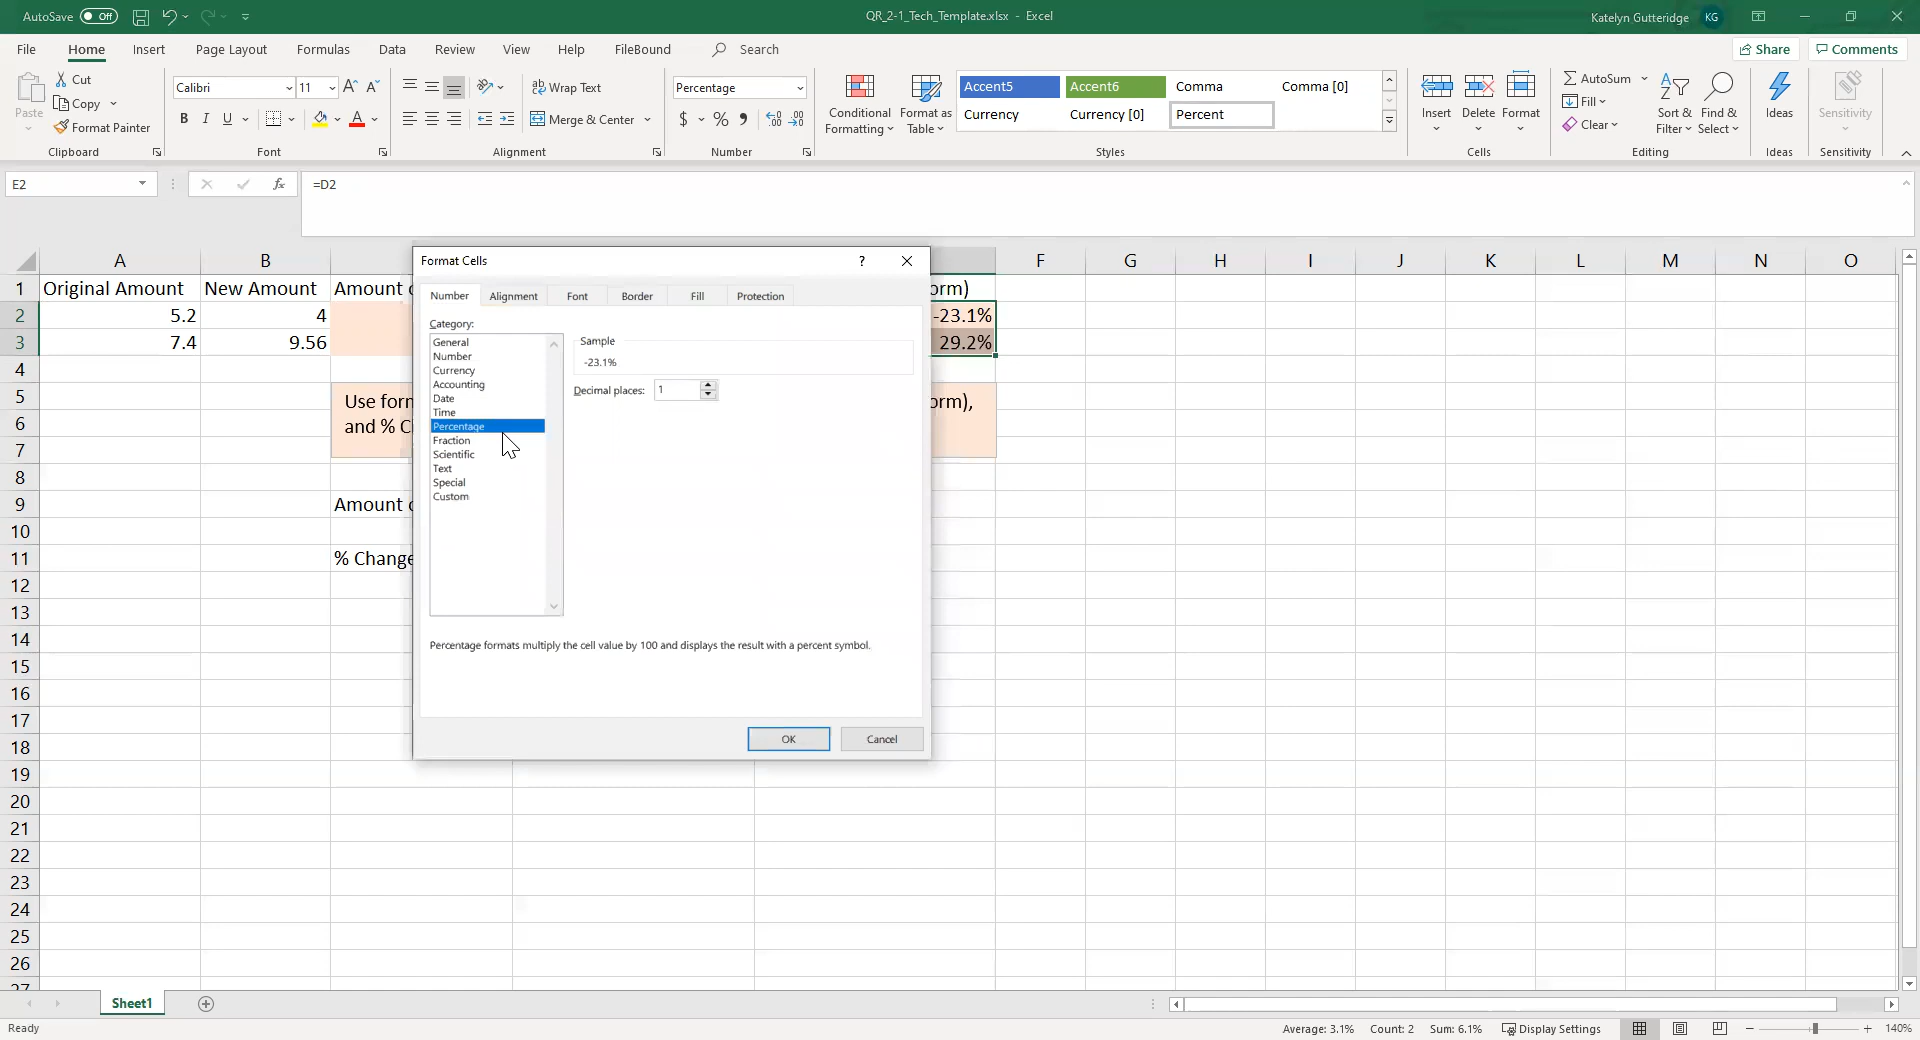 AutoSave Off
QR_2-1_Tech_Template.xlsx - Excel
Katelyn Gutteridge KG
File Home Insert Page Layout Formulas Data Review View Help FileBound Search
Share Comments
Paste
Cut
Copy
Format Painter
Clipboard
Calibri 11
B I U
Font
Wrap Text
Merge & Center
Alignment
Percentage
$ % ,
Number
Conditional Formatting
Format as Table
Accent5 Accent6 Comma Comma [0]
Currency Currency [0] Percent
Styles
Insert Delete Format
Cells
AutoSum
Fill
Clear
Sort & Filter
Find & Select
Editing
Ideas
Ideas
Sensitivity
Sensitivity
E2 fx =D2
A B F G H I J K L M N O
1 Original Amount New Amount Amount orm)
2 5.2 4 -23.1%
3 7.4 9.56 29.2%
4
5 Use form orm),
6 and % C
7
8
9 Amount
10
11 % Change
12
13
14
15
16
17
18
19
20
21
22
23
24
25
26
27
Format Cells ?
Number Alignment Font Border Fill Protection
Category:
General
Number
Currency
Accounting
Date
Time
Percentage
Fraction
Scientific
Text
Special
Custom
Sample
-23.1%
Decimal places: 1
Percentage formats multiply the cell value by 100 and displays the result with a percent symbol.
OK Cancel
Sheet1
Ready
Average: 3.1% Count: 2 Sum: 6.1% Display Settings 140%